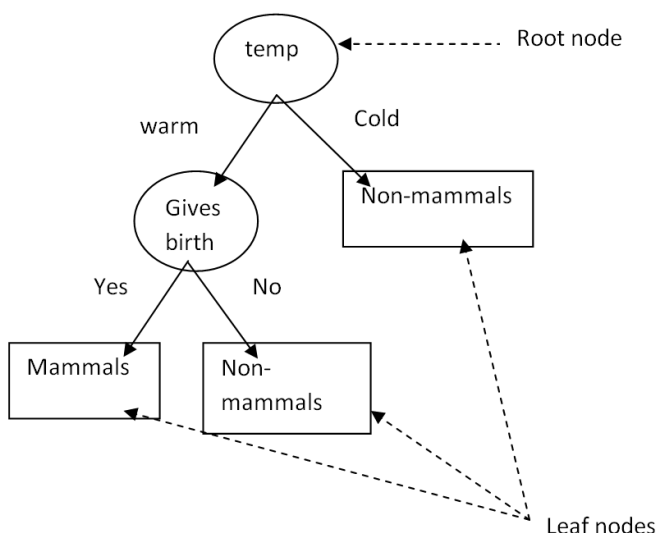 temp
Root node
warm
Cold
Gives
birth
Non-mammals
Yes
No
Mammals
Non-
mammals
Leaf nodes